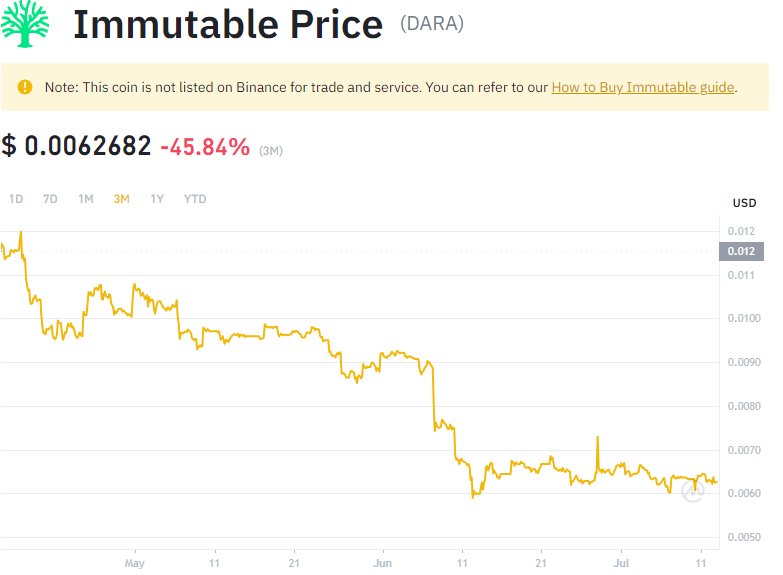 Immutable Price (DARA)
Note: This coin is not listed on Binance for trade and service. You can refer to our How to Buy Immutable guide.
$ 0.0062682 -45.84% (3M)
1D 7D 1M 3M 1Y YTD
USD
0.012
0.012
0.011
0.0100
0.0090
0.0080
0.0070
0.0060
0.0050
May 11 21 Jun 11 21 Jul 11